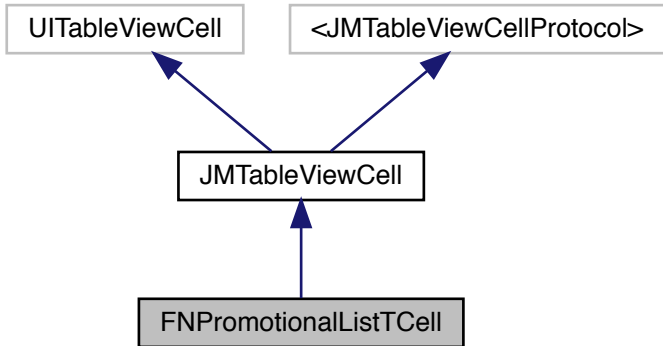 UITableViewCell
<JMTableViewCellProtocol>
JMTableViewCell
FNPromotionalListTCell